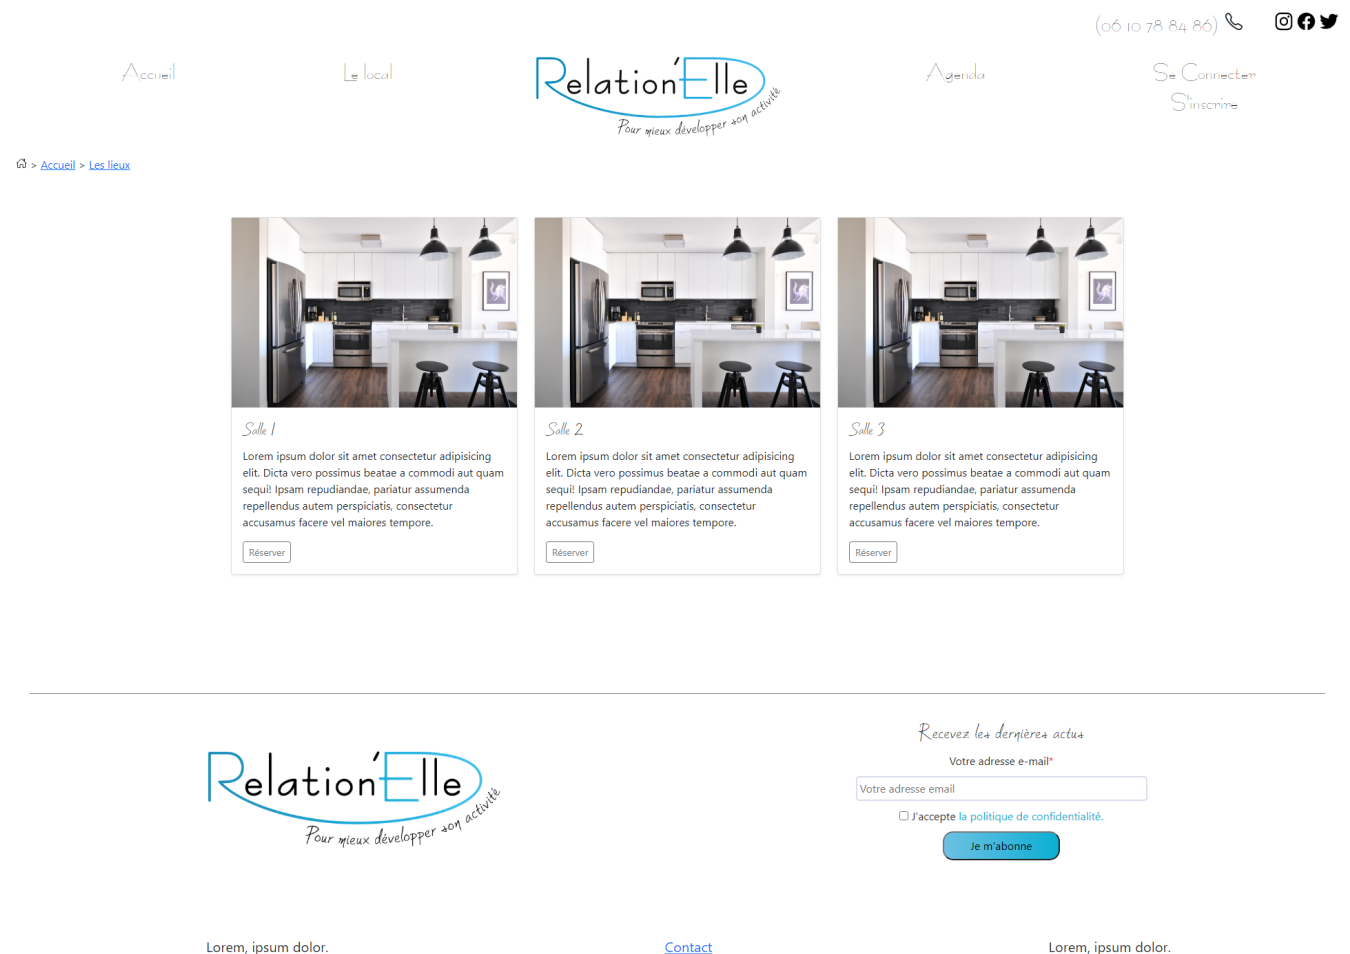 (06 10 78 84 86)
Accueil
Le local
Relation'Elle
Pour mieux développer son activité
Agenda
Se Connecter
S'inscrire
> Accueil > Les lieux
Salle 1
Lorem ipsum dolor sit amet consectetur adipisicing
elit. Dicta vero possimus beatae a commodi aut quam
sequi! Ipsam repudiandae, pariatur assumenda
repellendus autem perspiciatis, consectetur
accusamus facere vel maiores tempore.
Réserver
Salle 2
Lorem ipsum dolor sit amet consectetur adipisicing
elit. Dicta vero possimus beatae a commodi aut quam
sequi! Ipsam repudiandae, pariatur assumenda
repellendus autem perspiciatis, consectetur
accusamus facere vel maiores tempore.
Réserver
Salle 3
Lorem ipsum dolor sit amet consectetur adipisicing
elit. Dicta vero possimus beatae a commodi aut quam
sequi! Ipsam repudiandae, pariatur assumenda
repellendus autem perspiciatis, consectetur
accusamus facere vel maiores tempore.
Réserver
Relation'Elle
Pour mieux développer son activité
Recevez les dernières actus
Votre adresse e-mail*
Votre adresse email
J'accepte la politique de confidentialité.
Je m'abonne
Lorem, ipsum dolor.
Contact
Lorem, ipsum dolor.